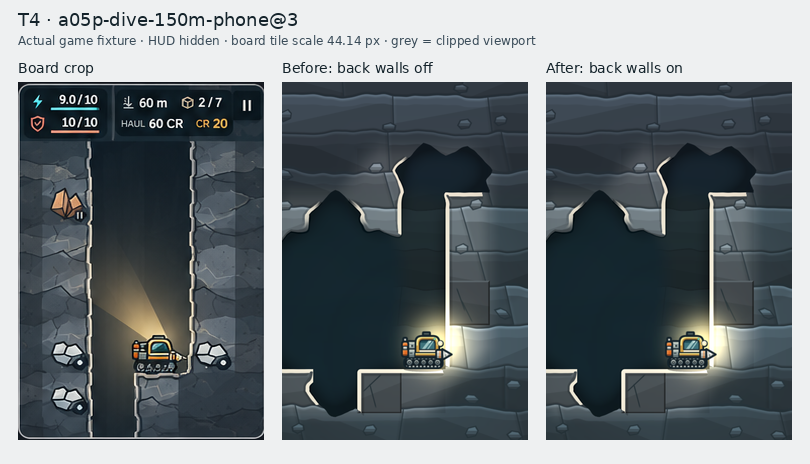 T4 · a05p-dive-150m-phone@3
Actual game fixture · HUD hidden · board tile scale 44.14 px · grey = clipped viewport
Board crop
Before: back walls off
After: back walls on
9.0/10
60 m
2/7
10/10
HAUL 60 CR
CR 20